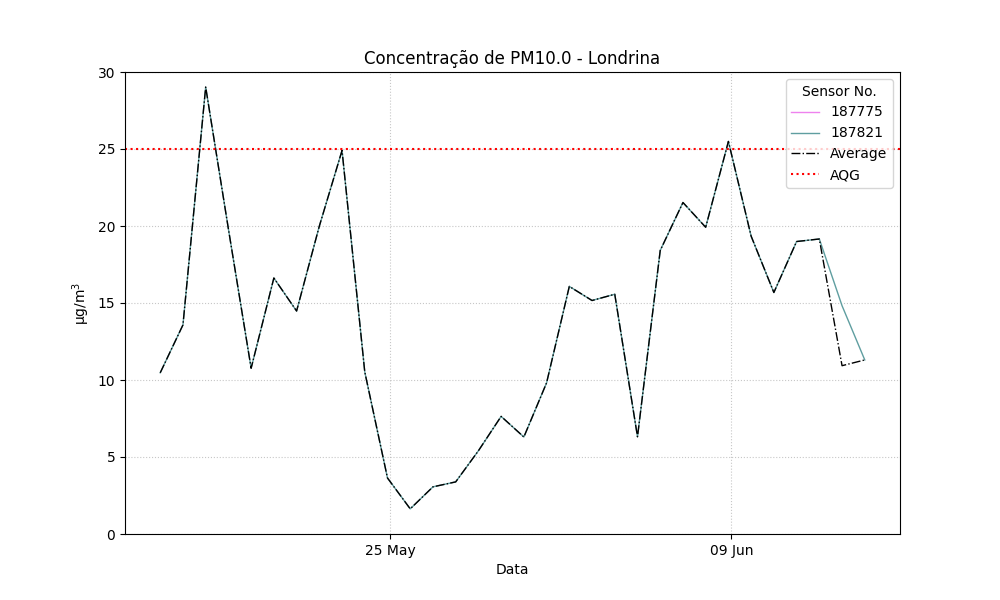 Concentração de PM10.0 - Londrina
30
25
20
15
10
5
0
µg/m³
25 May
09 Jun
Data
Sensor No.
187775
187821
Average
AQG